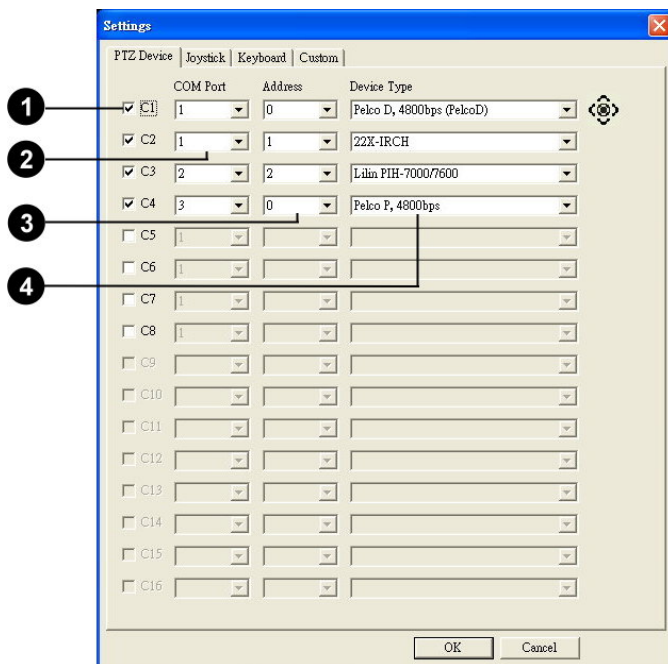 Settings
PTZ Device Joystick Keyboard Custom
COM Port Address Device Type
1 C1 1 0 Pelco D, 4800bps (PelcoD)
C2 1 1 22X-IRCH
2
C3 2 2 Lilin PIH-7000/7600
C4 3 0 Pelco P, 4800bps
3
C5 1
C6 1
4
C7 1
C8 1
C9
C10
C11
C12
C13
C14
C15
C16
OK Cancel